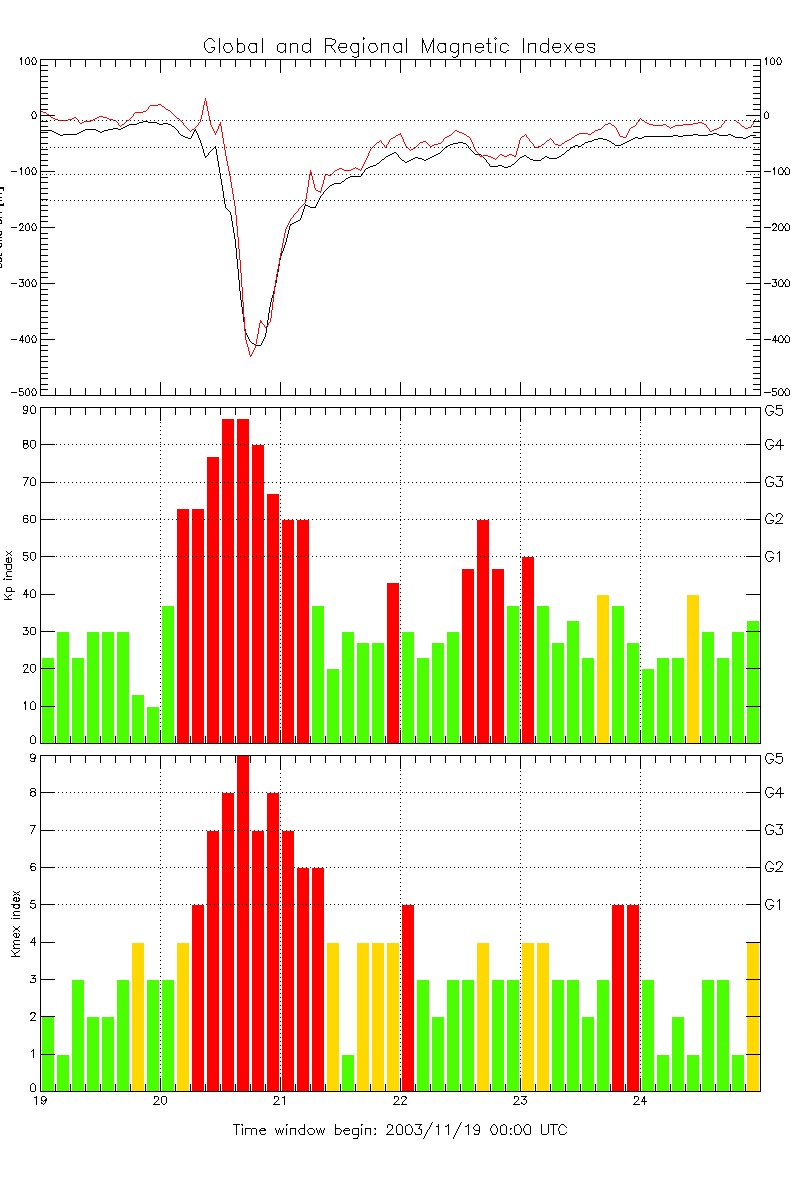 Global and Regional Magnetic Indexes
100 100
0 0
-100 -100
-200 -200
-300 -300
-400 -400
-500 -500
90 G5
80 G4
70 G3
60 G2
50 G1
40
30
20
10
0
Kp index
9 G5
8 G4
7 G3
6 G2
5 G1
4
3
2
1
0
Kmex index
19 20 21 22 23 24
Time window begin: 2003/11/19 00:00 UTC